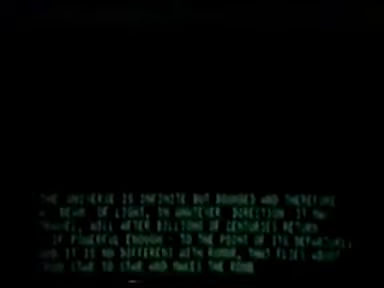 THE UNIVERSE IS INFINITE BUT BOUNDED AND THEREFORE
A BEAM OF LIGHT, IN WHATEVER DIRECTION IT MAY
TRAVEL, WILL AFTER BILLIONS OF CENTURIES RETURN
IF POWERFUL ENOUGH TO THE POINT OF ITS DEPARTURE,
AND IT IS NO DIFFERENT WITH RUMOR, THAT FLIES ABOUT
FROM STAR TO STAR AND MAKES THE ROUND